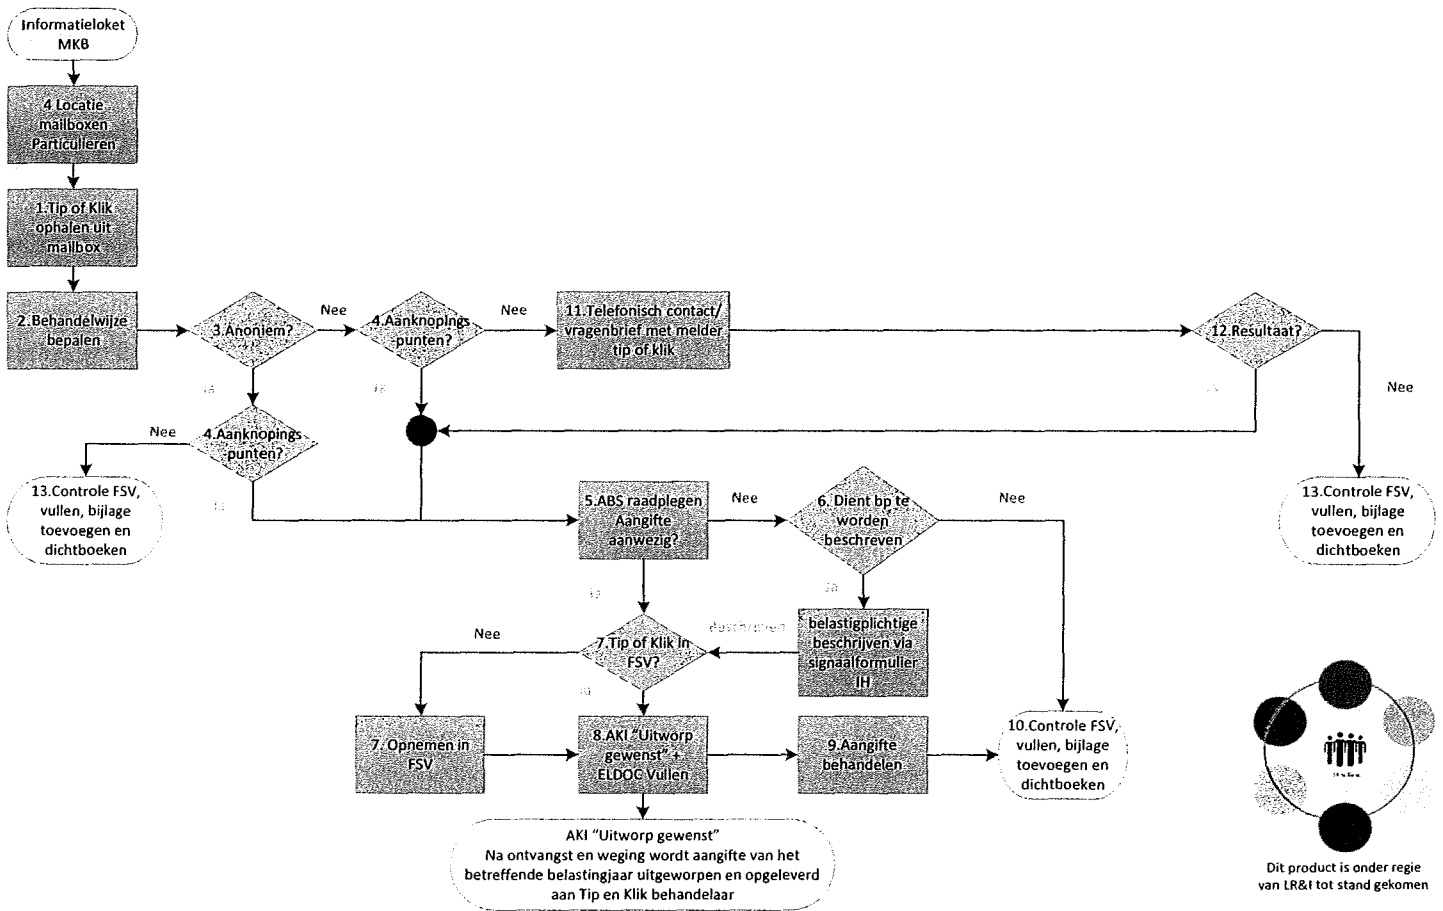 Informatieloket
MKB
4 Locatie
mailboxen
Particulieren
1.Tip of Klik
ophalen uit
mailbox
2.Behandelwijze
bepalen
3.Anoniem?
Nee
4.Aanknopings
punten?
Nee
11.Telefonisch contact/
vragenbrief met melder
tip of klik
12.Resultaat?
Nee
4.Aanknopings
punten?
Nee
13.Controle FSV,
vullen, bijlage
toevoegen en
dichtboeken
5.ABS raadplegen
Aangifte
aanwezig?
Nee
6. Dient bp te
worden
beschreven
Nee
13.Controle FSV,
vullen, bijlage
toevoegen en
dichtboeken
belastigplichtige
beschrijven via
signaalformulier
IH
7.Tip of Klik in
FSV?
Nee
7. Opnemen in
FSV
8.AKI "Uitworp
gewenst" +
ELDOC Vullen
9.Aangifte
behandelen
10.Controle FSV,
vullen, bijlage
toevoegen en
dichtboeken
AKI "Uitworp gewenst"
Na ontvangst en weging wordt aangifte van het
betreffende belastingjaar uitgeworpen en opgeleverd
aan Tip en Klik behandelaar
Dit product is onder regie
van LR&I tot stand gekomen